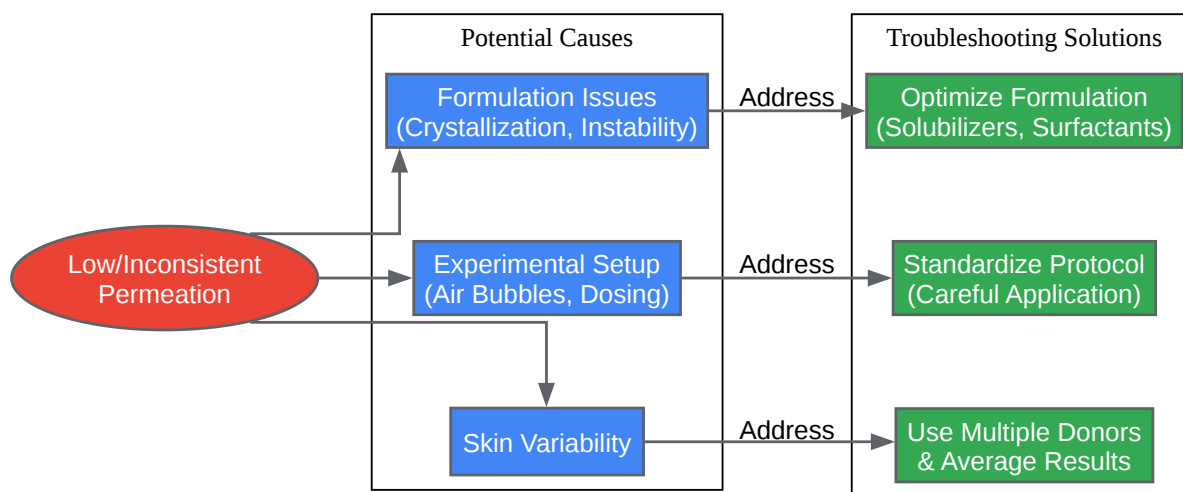 Potential Causes
Troubleshooting Solutions
Formulation Issues
(Crystallization, Instability)
Address
Optimize Formulation
(Solubilizers, Surfactants)
Low/Inconsistent
Permeation
Experimental Setup
(Air Bubbles, Dosing)
Address
Standardize Protocol
(Careful Application)
Skin Variability
Address
Use Multiple Donors
& Average Results